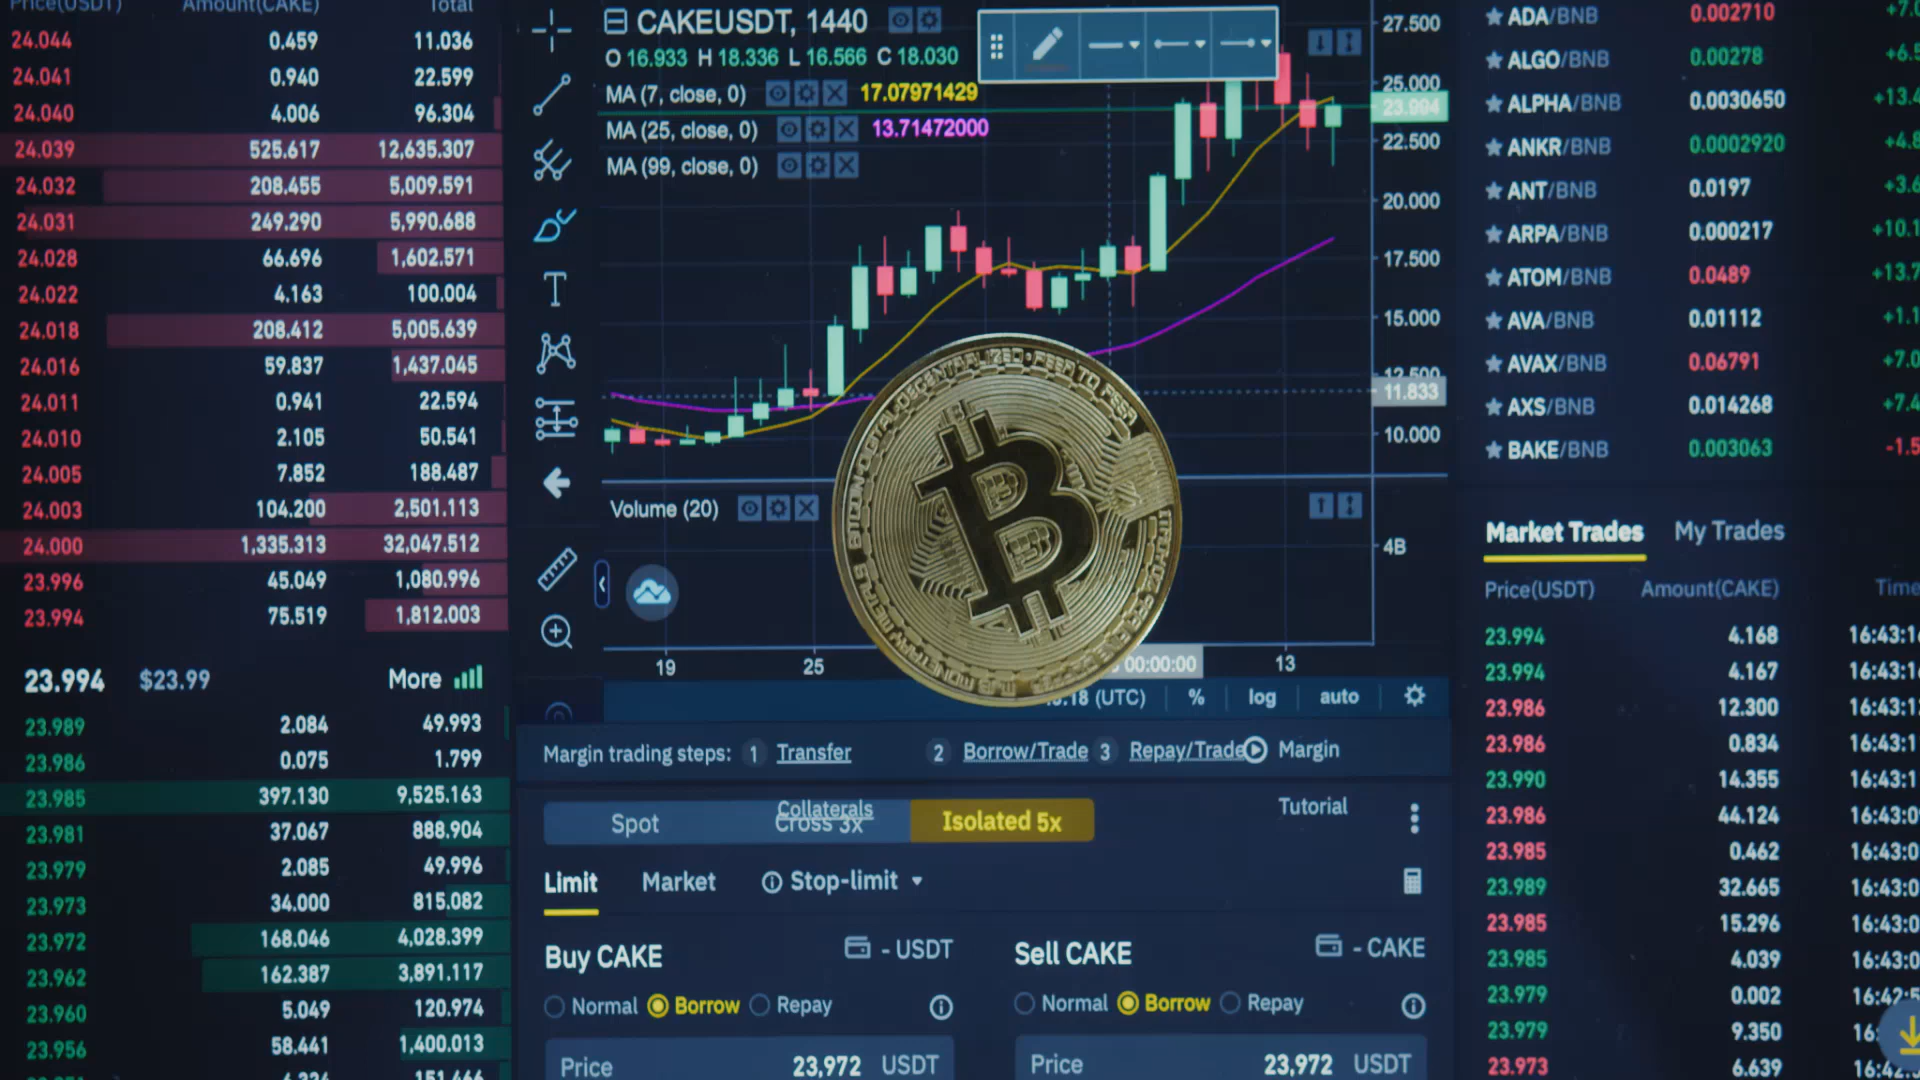 Price(USDT) Amount(CAKE) Total
24.044 0.459 11.036
24.041 0.940 22.599
24.040 4.006 96.304
24.039 525.617 12,635.307
24.032 208.455 5,009.591
24.031 249.290 5,990.688
24.028 66.696 1,602.571
24.022 4.163 100.004
24.018 208.412 5,005.639
24.016 59.837 1,437.045
24.011 0.941 22.594
24.010 2.105 50.541
24.005 7.852 188.487
24.003 104.200 2,501.113
24.000 1,335.313 32,047.512
23.996 45.049 1,080.996
23.994 75.519 1,812.003
23.994 $23.99 More
23.989 2.084 49.993
23.986 0.075 1.799
23.985 397.130 9,525.163
23.981 37.067 888.904
23.979 2.085 49.996
23.973 34.000 815.082
23.972 168.046 4,028.399
23.962 162.387 3,891.117
23.960 5.049 120.974
23.956 58.441 1,400.013
CAKEUSDT, 1440
O 16.933 H 18.336 L 16.566 C 18.030
MA (7, close, 0) 17.07971429
MA (25, close, 0) 13.71472000
MA (99, close, 0)
27.500
25.000
23.994
22.500
20.000
17.500
15.000
12.500
11.833
10.000
Volume (20)
4B
DECENTRALIZED • PEER TO PEER
BITCOIN DIGITAL
B
19 25 00:00:00 13
(UTC) % log auto
Margin trading steps: 1 Transfer 2 Borrow/Trade 3 Repay/Trade Margin
Collaterals Tutorial
Spot Cross 3x Isolated 5x
Limit Market Stop-limit
Buy CAKE - USDT
Normal Borrow Repay
Price 23,972 USDT
Sell CAKE - CAKE
Normal Borrow Repay
Price 23,972 USDT
ADA/BNB 0.002710
ALGO/BNB 0.00278
ALPHA/BNB 0.0030650
ANKR/BNB 0.0002920
ANT/BNB 0.0197
ARPA/BNB 0.000217
ATOM/BNB 0.0489
AVA/BNB 0.01112
AVAX/BNB 0.06791
AXS/BNB 0.014268
BAKE/BNB 0.003063
Market Trades My Trades
Price(USDT) Amount(CAKE) Time
23.994 4.168
23.994 4.167
23.986 12.300
23.986 0.834
23.990 14.355
23.986 44.124
23.985 0.462
23.989 32.665
23.985 15.296
23.985 4.039
23.979 0.002
23.979 9.350
23.973 6.639